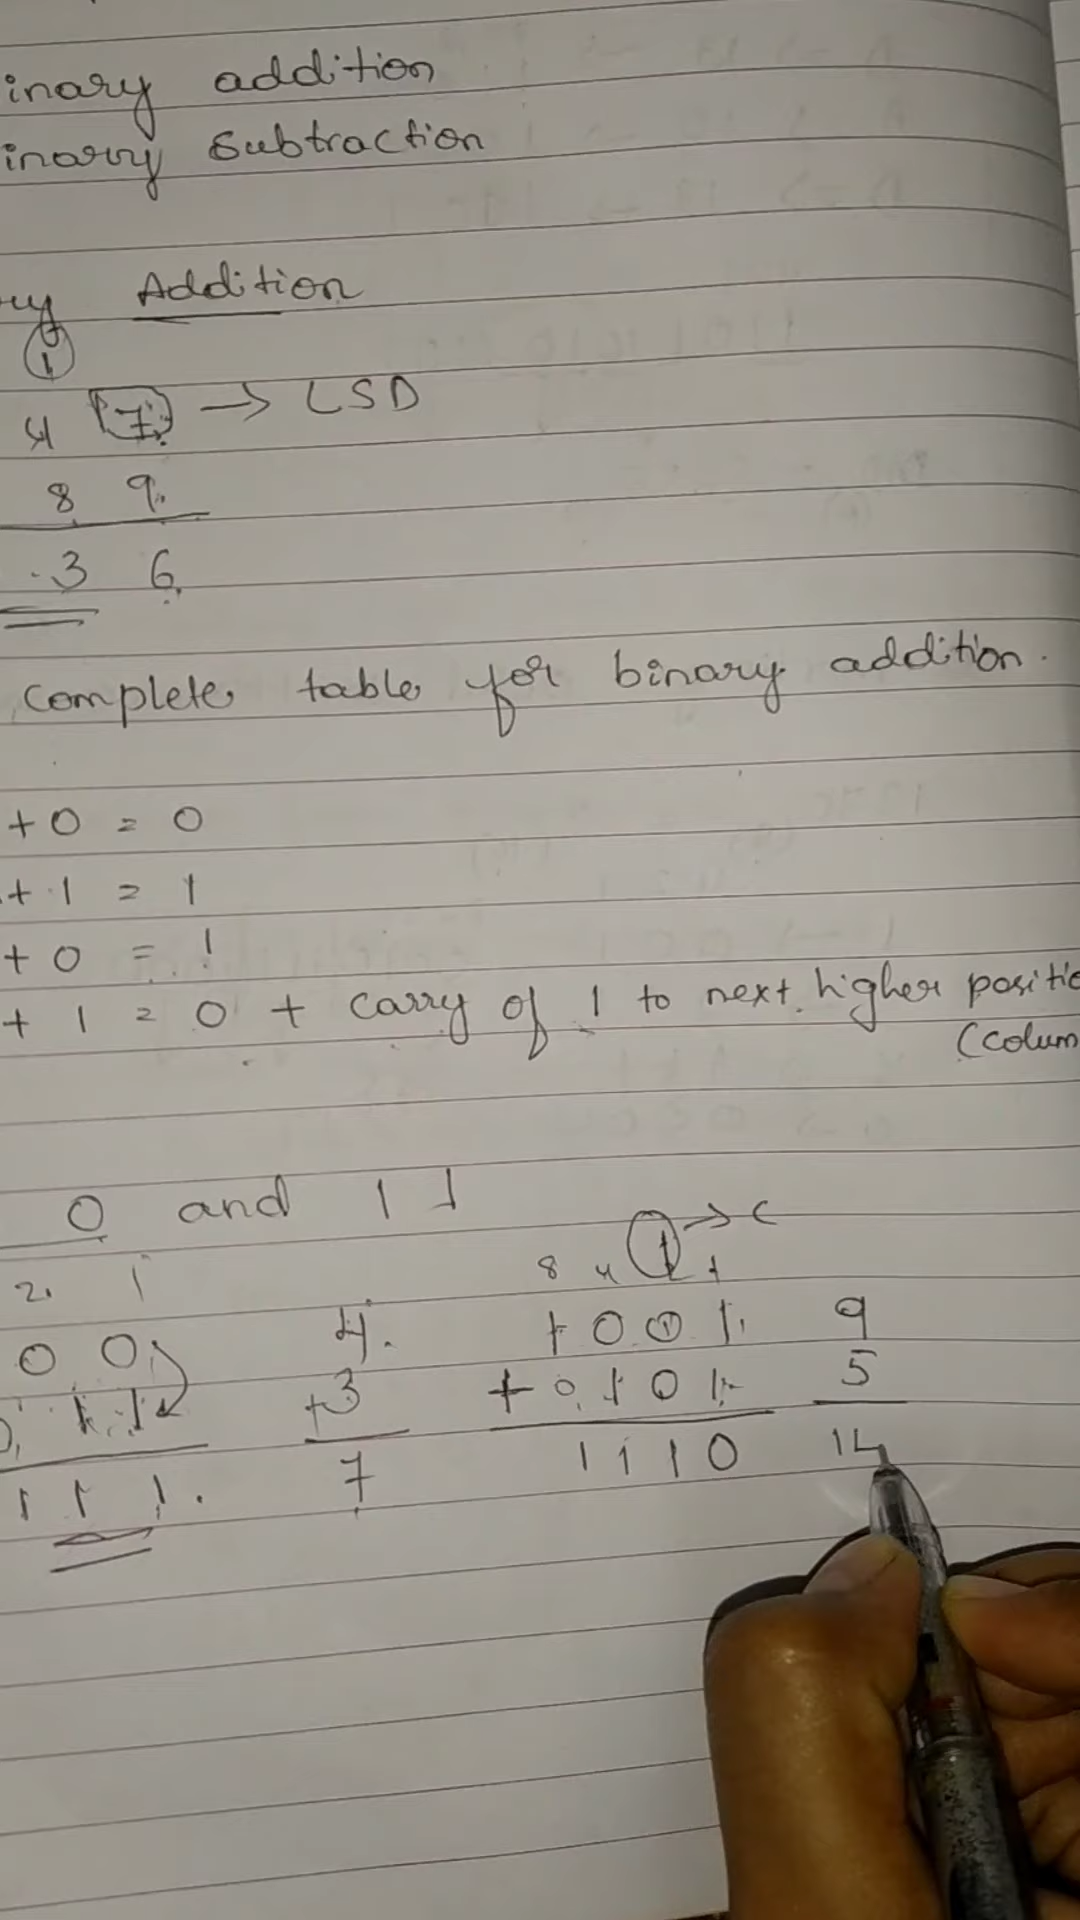 inary addition
inary Subtraction
ry Addition
1
4 7 → LSD
8 9
3 6
complete table for binary addition.
+ 0 = 0
+ 1 = 1
+ 0 = 1
+ 1 = 0 + carry of 1 to next higher positio
(colum
0 and 11
2 1 8 4 1 → C 1
0 0 4 1 0 0 1 9
1 1 +3 + 0 1 0 1 5
1 1 1 7 1 1 1 0 14